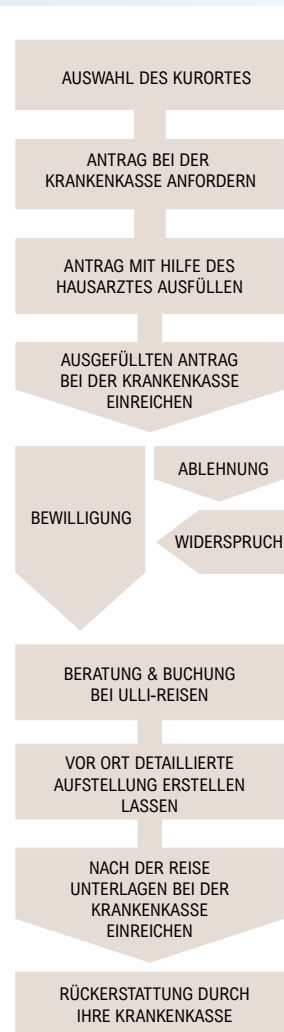 AUSWAHL DES KURORTES
ANTRAG BEI DER
KRANKENKASSE ANFORDERN
ANTRAG MIT HILFE DES
HAUSARZTES AUSFÜLLEN
AUSGEFÜLLTEN ANTRAG
BEI DER KRANKENKASSE
EINREICHEN
BEWILLIGUNG
ABLEHNUNG
WIDERSPRUCH
BERATUNG & BUCHUNG
BEI ULLI-REISEN
VOR ORT DETAILLIERTE
AUFSTELLUNG ERSTELLEN
LASSEN
NACH DER REISE
UNTERLAGEN BEI DER
KRANKENKASSE
EINREICHEN
RÜCKERSTATTUNG DURCH
IHRE KRANKENKASSE